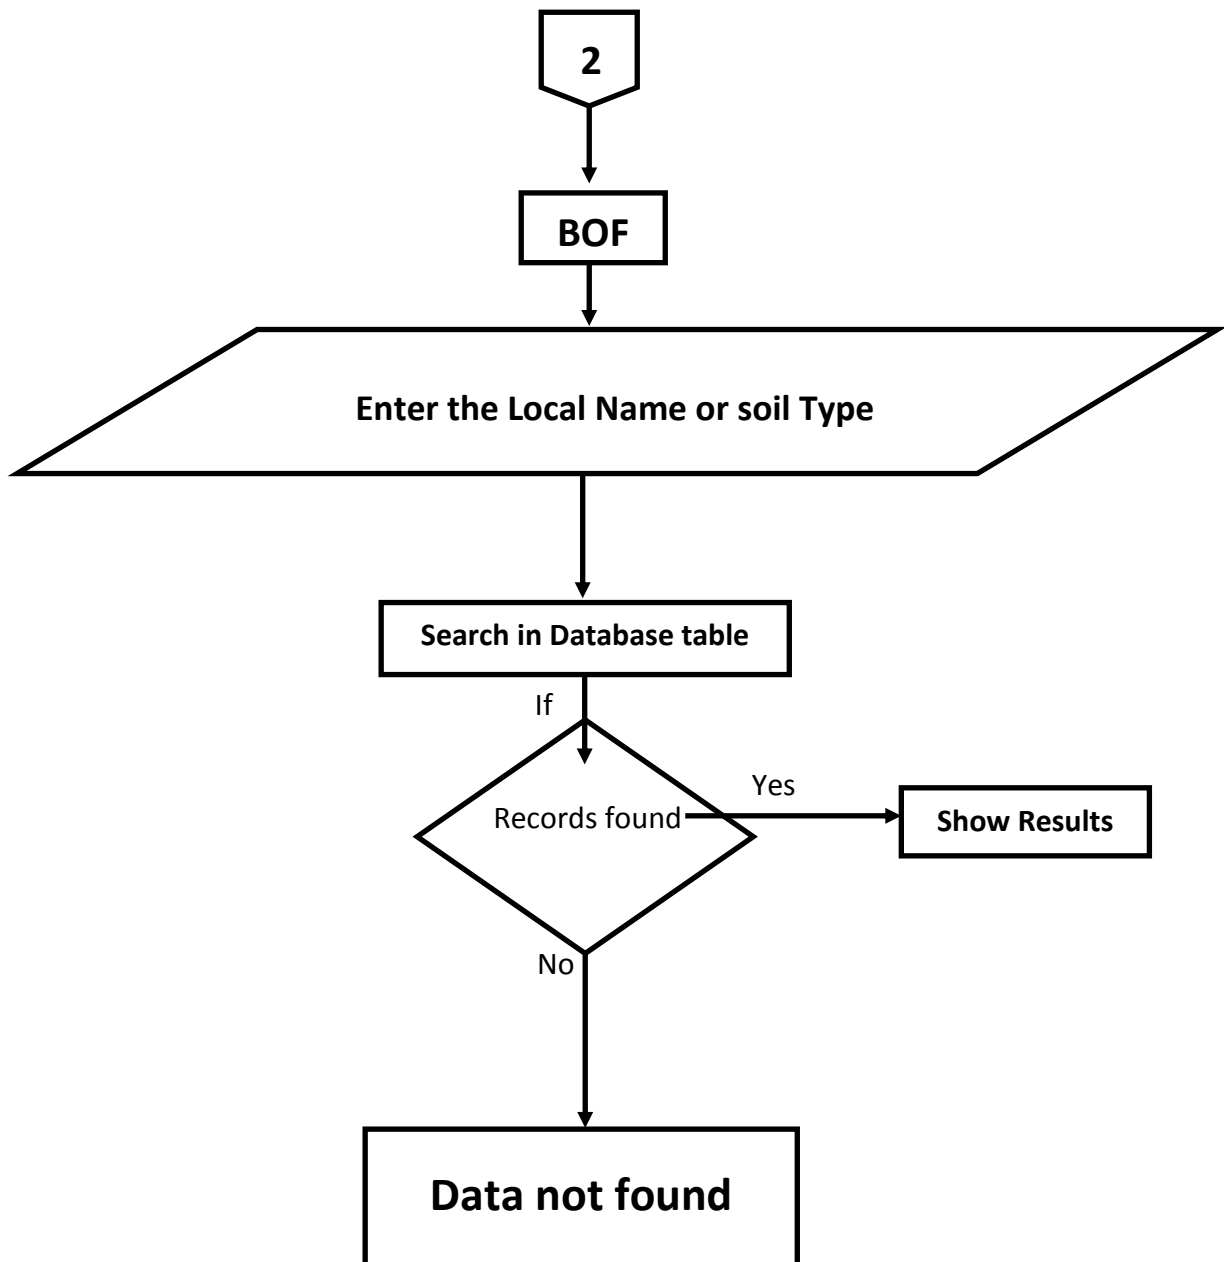 2
BOF
Enter the Local Name or soil Type
Search in Database table
If
Records found
Yes
Show Results
No
Data not found